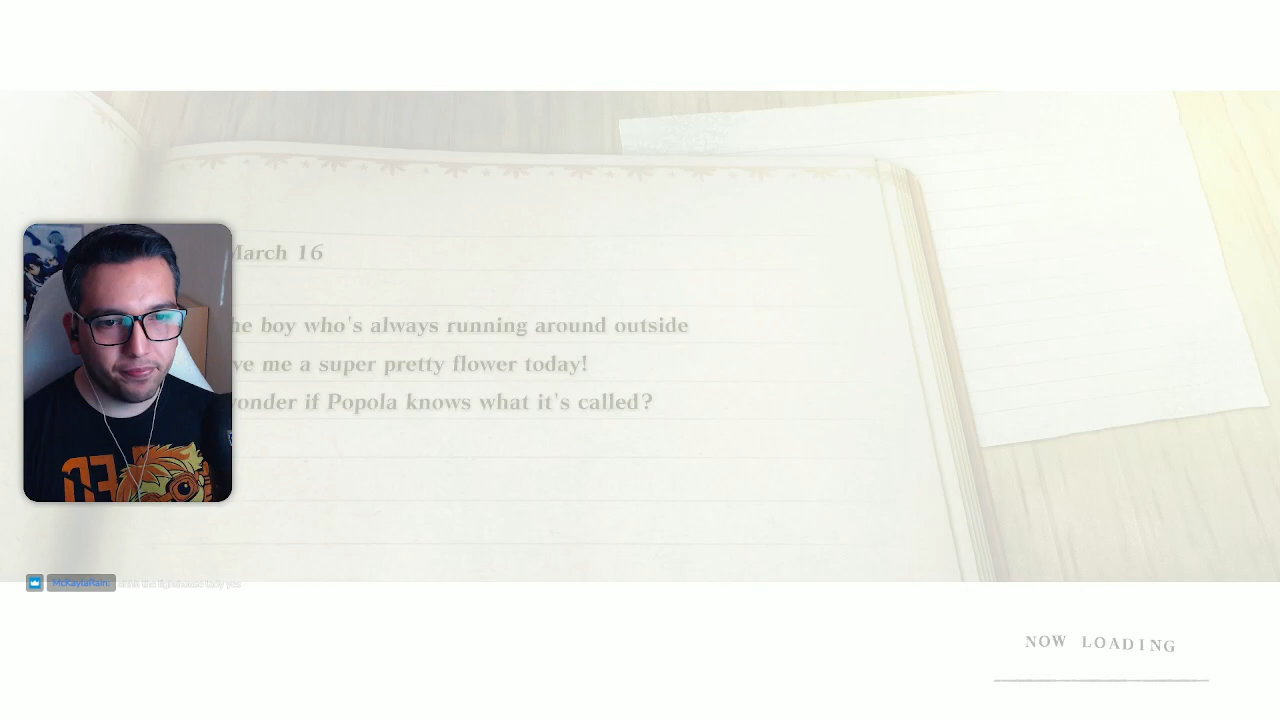 March 16
he boy who's always running around outside
ve me a super pretty flower today!
wonder if Popola knows what it's called?
McKaylaRain:
NOW LOADING